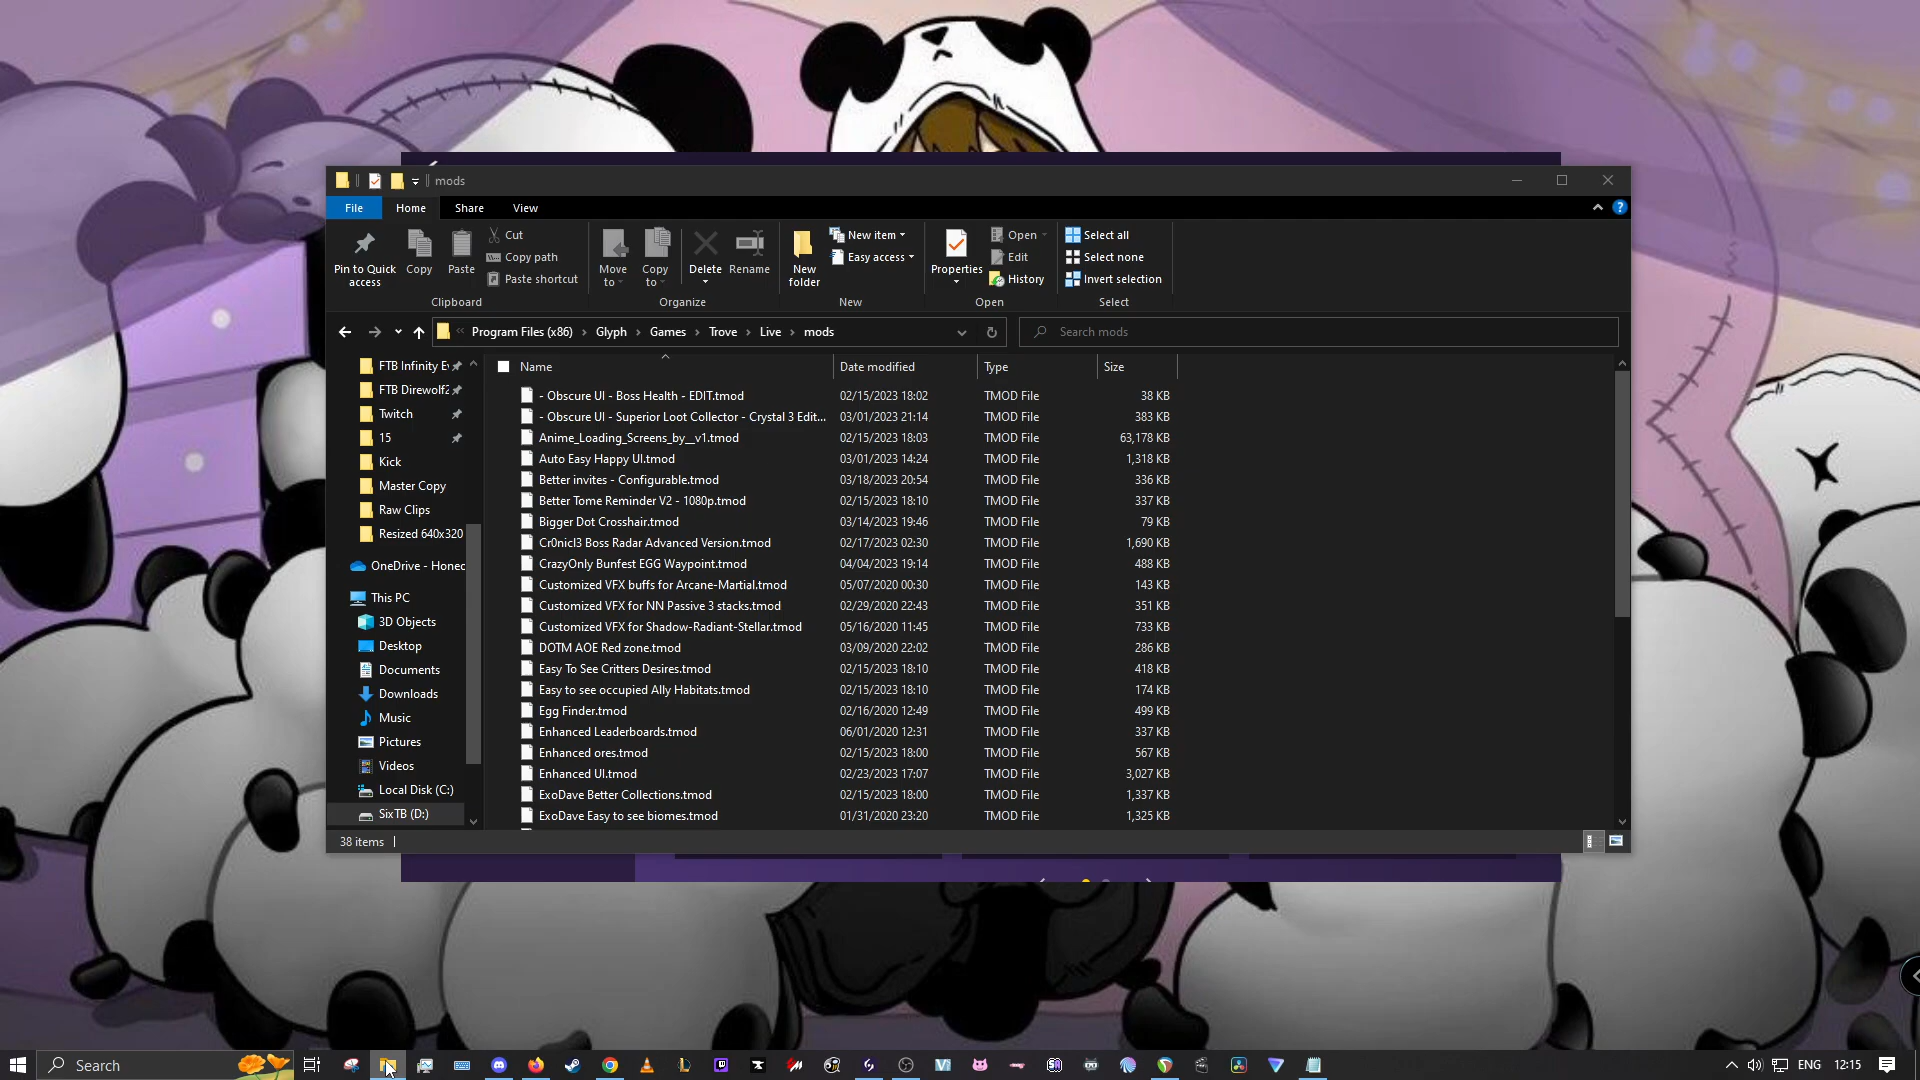 mods
File Home Share View
Pin to Quick access
Copy
Paste
Cut
Copy path
Paste shortcut
Move to
Copy to
Delete
Rename
New folder
New item
Easy access
Properties
Open
Edit
History
Select all
Select none
Invert selection
Clipboard Organize New Open Select
Program Files (x86) Glyph Games Trove Live mods
Search mods
FTB Infinity E
FTB Direwolf2
Twitch
15
Kick
Master Copy
Raw Clips
Resized 640x320
OneDrive - Honec
This PC
3D Objects
Desktop
Documents
Downloads
Music
Pictures
Videos
Local Disk (C:)
SixTB (D:)
Name Date modified Type Size
- Obscure UI - Boss Health - EDIT.tmod 02/15/2023 18:02 TMOD File 38 KB
- Obscure UI - Superior Loot Collector - Crystal 3 Edit... 03/01/2023 21:14 TMOD File 383 KB
Anime_Loading_Screens_by__v1.tmod 02/15/2023 18:03 TMOD File 63,178 KB
Auto Easy Happy UI.tmod 03/01/2023 14:24 TMOD File 1,318 KB
Better invites - Configurable.tmod 03/18/2023 20:54 TMOD File 336 KB
Better Tome Reminder V2 - 1080p.tmod 02/15/2023 18:10 TMOD File 337 KB
Bigger Dot Crosshair.tmod 03/14/2023 19:46 TMOD File 79 KB
Cr0nicl3 Boss Radar Advanced Version.tmod 02/17/2023 02:30 TMOD File 1,690 KB
CrazyOnly Bunfest EGG Waypoint.tmod 04/04/2023 19:14 TMOD File 488 KB
Customized VFX buffs for Arcane-Martial.tmod 05/07/2020 00:30 TMOD File 143 KB
Customized VFX for NN Passive 3 stacks.tmod 02/29/2020 22:43 TMOD File 351 KB
Customized VFX for Shadow-Radiant-Stellar.tmod 05/16/2020 11:45 TMOD File 733 KB
DOTM AOE Red zone.tmod 03/09/2020 22:02 TMOD File 286 KB
Easy To See Critters Desires.tmod 02/15/2023 18:10 TMOD File 418 KB
Easy to see occupied Ally Habitats.tmod 02/15/2023 18:10 TMOD File 174 KB
Egg Finder.tmod 02/16/2020 12:49 TMOD File 499 KB
Enhanced Leaderboards.tmod 06/01/2020 12:31 TMOD File 337 KB
Enhanced ores.tmod 02/15/2023 18:00 TMOD File 567 KB
Enhanced UI.tmod 02/23/2023 17:07 TMOD File 3,027 KB
ExoDave Better Collections.tmod 02/15/2023 18:00 TMOD File 1,337 KB
ExoDave Easy to see biomes.tmod 01/31/2020 23:20 TMOD File 1,325 KB
38 items
Search
ENG 12:15